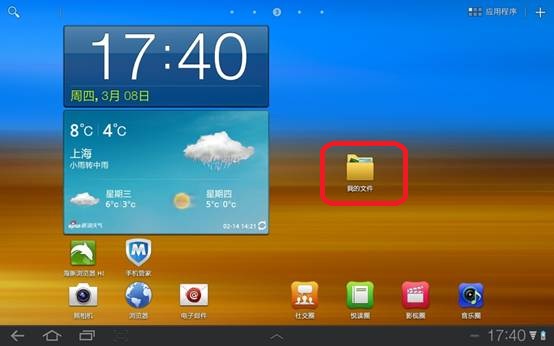 3
应用程序
17:40
周四, 3月 08日
8°C 4°C
上海
小雨转中雨
星期三
6°c 3°c
星期四
5°c 0°c
新浪天气
02-14 14:21
我的文件
海豚浏览器 HD
手机管家
照相机
浏览器
电子邮件
社交圈
悦读圈
影视圈
音乐圈
17:40